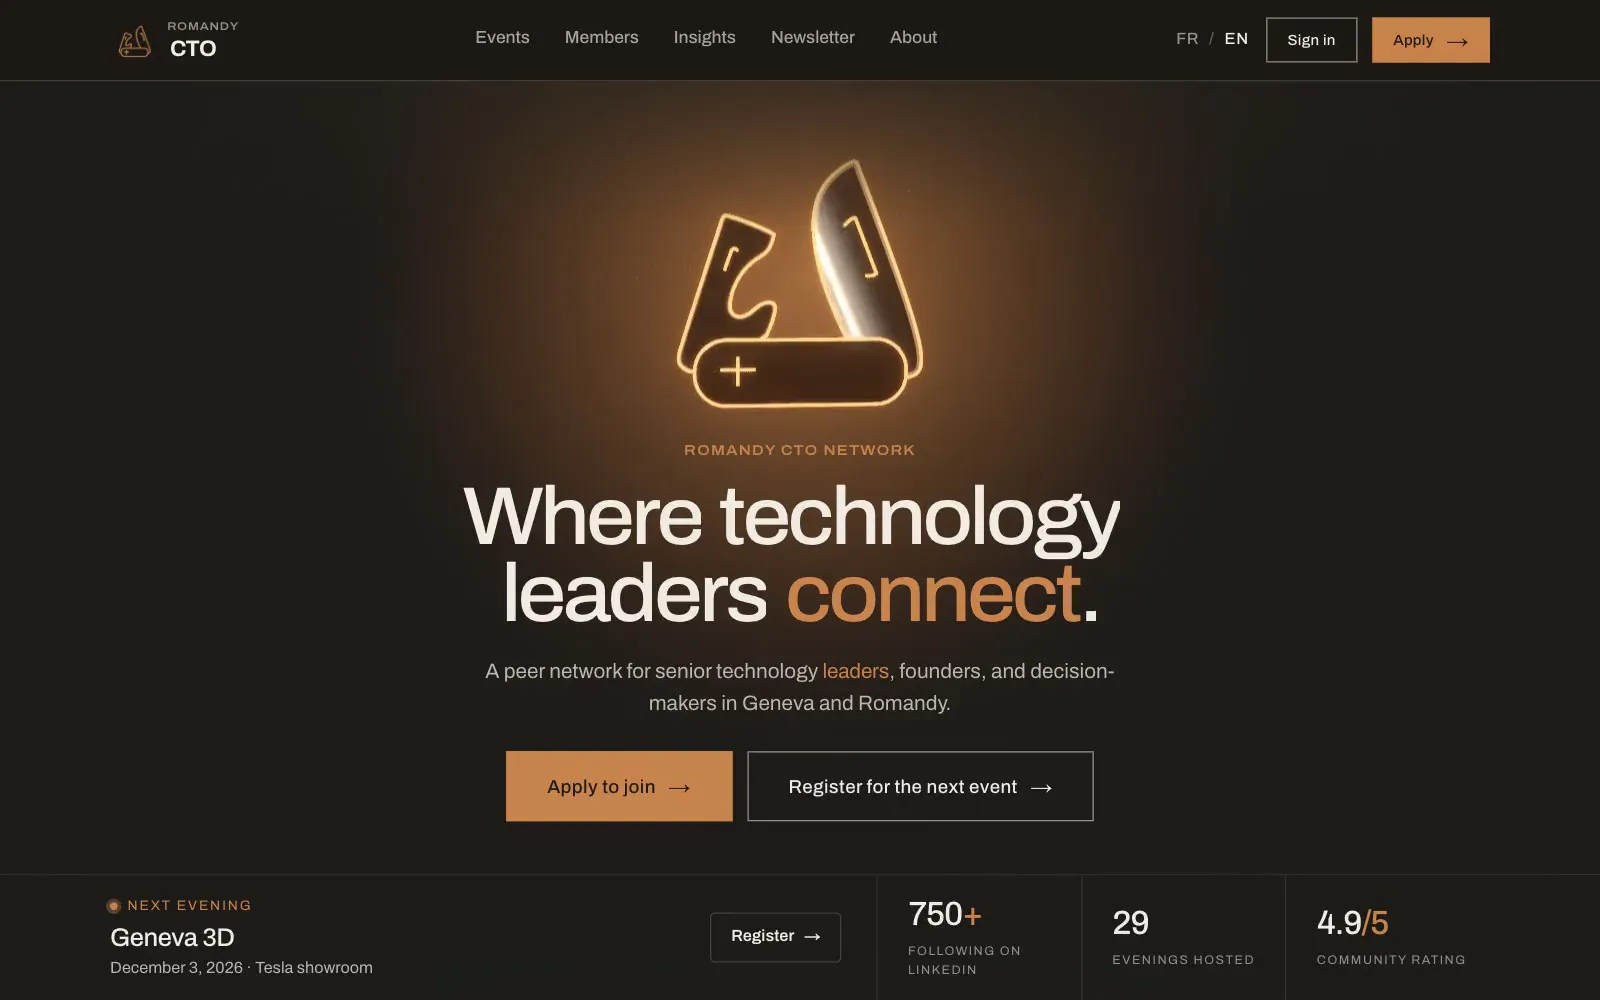 ROMANDY
CTO
Events
Members
Insights
Newsletter
About
FR / EN
Sign in
Apply →
ROMANDY CTO NETWORK
Where technology
leaders connect.
A peer network for senior technology leaders, founders, and decision-
makers in Geneva and Romandy.
Apply to join →
Register for the next event →
NEXT EVENING
Geneva 3D
December 3, 2026 · Tesla showroom
Register →
750+
FOLLOWING ON
LINKEDIN
29
EVENINGS HOSTED
4.9/5
COMMUNITY RATING